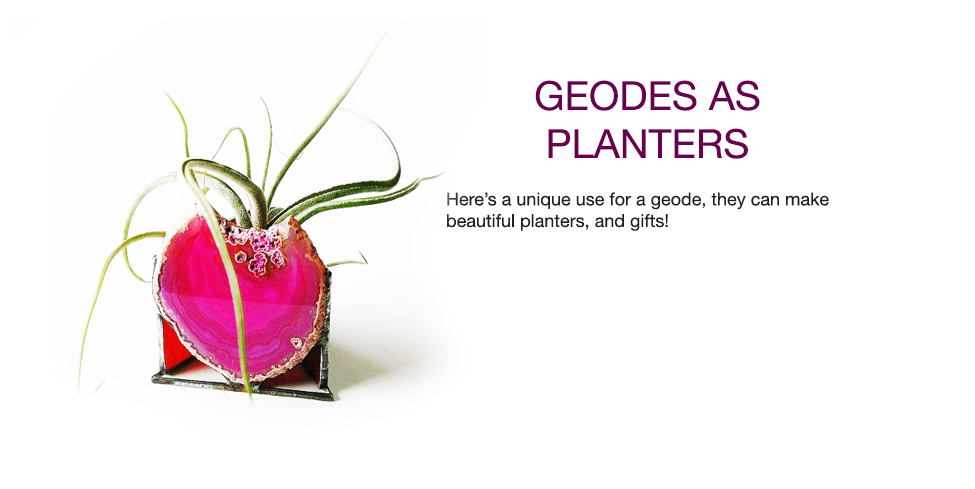 GEODES AS
PLANTERS
Here’s a unique use for a geode, they can make
beautiful planters, and gifts!